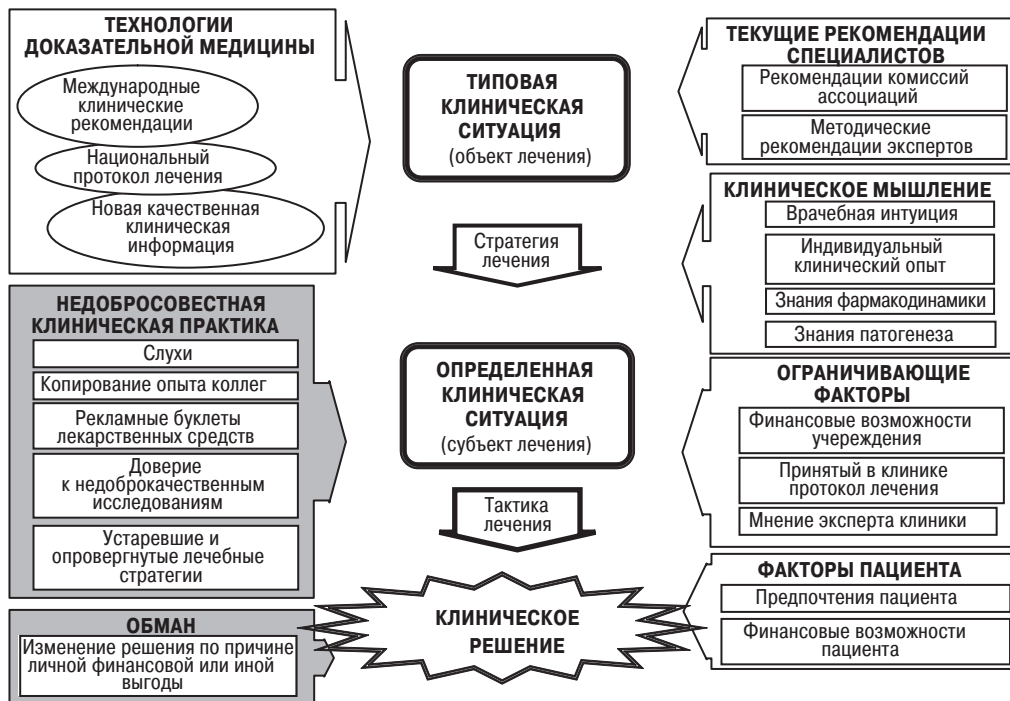 ТЕХНОЛОГИИ
ДОКАЗАТЕЛЬНОЙ МЕДИЦИНЫ
Международные
клинические
рекомендации
Национальный
протокол лечения
Новая качественная
клиническая
информация
ТИПОВАЯ
КЛИНИЧЕСКАЯ
СИТУАЦИЯ
(объект лечения)
ТЕКУЩИЕ РЕКОМЕНДАЦИИ
СПЕЦИАЛИСТОВ
Рекомендации комиссий
ассоциаций
Методические
рекомендации экспертов
Стратегия
лечения
КЛИНИЧЕСКОЕ МЫШЛЕНИЕ
Врачебная интуиция
Индивидуальный
клинический опыт
Знания фармакодинамики
Знания патогенеза
НЕДОБРОСОВЕСТНАЯ
КЛИНИЧЕСКАЯ ПРАКТИКА
Слухи
Копирование опыта коллег
Рекламные буклеты
лекарственных средств
Доверие
к недоброкачественным
исследованиям
Устаревшие и
опровергнутые лечебные
стратегии
ОПРЕДЕЛЕННАЯ
КЛИНИЧЕСКАЯ
СИТУАЦИЯ
(субъект лечения)
ОГРАНИЧИВАЮЩИЕ
ФАКТОРЫ
Финансовые возможности
учереждения
Принятый в клинике
протокол лечения
Мнение эксперта клиники
Тактика
лечения
ОБМАН
Изменение решения по причине
личной финансовой или иной
выгоды
КЛИНИЧЕСКОЕ
РЕШЕНИЕ
ФАКТОРЫ ПАЦИЕНТА
Предпочтения пациента
Финансовые возможности
пациента